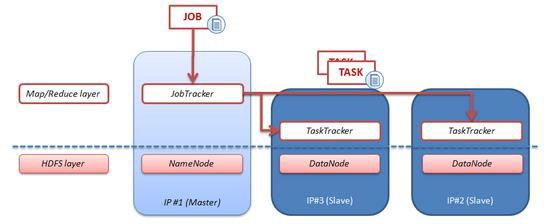 JOB
TASK
TASK
Map/Reduce layer
JobTracker
TaskTracker
TaskTracker
HDFS layer
NameNode
DataNode
DataNode
IP #1 (Master)
IP#3 (Slave)
IP#2 (Slave)